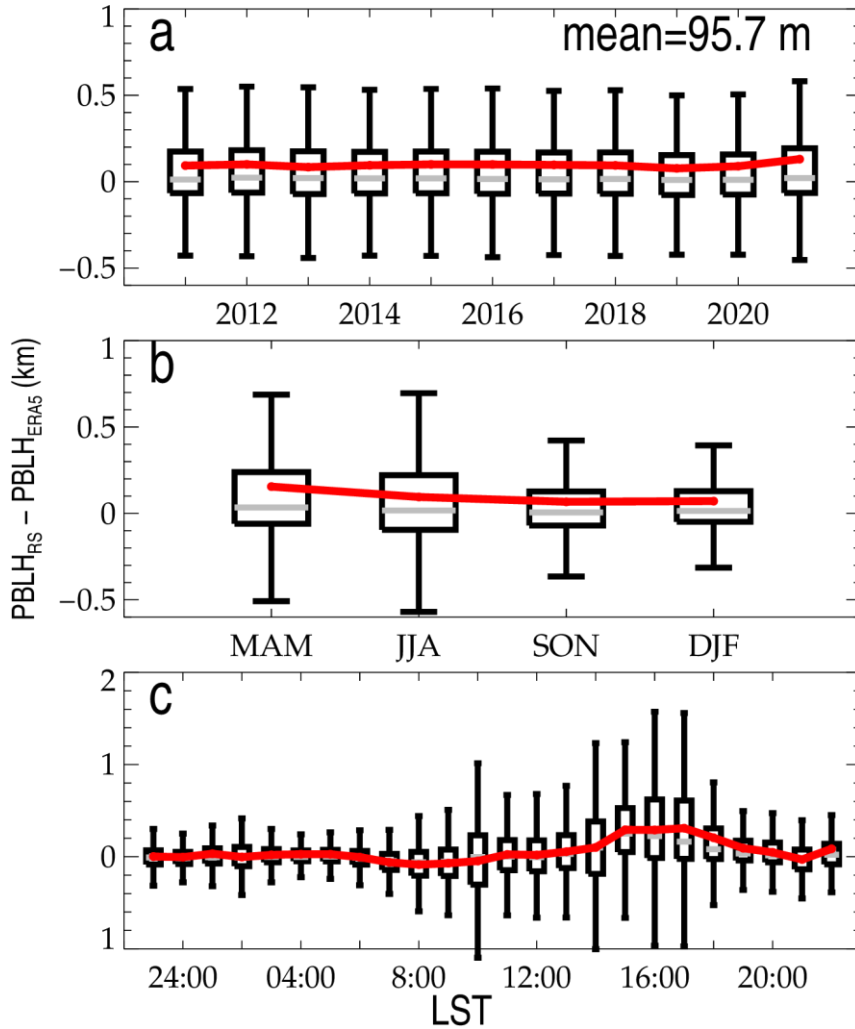 a
mean=95.7 m
1
0.5
0
−0.5
2012 2014 2016 2018 2020
b
1
0.5
0
−0.5
MAM JJA SON DJF
PBLH_RS − PBLH_ERA5 (km)
c
2
1
0
1
24:00 04:00 8:00 12:00 16:00 20:00
LST